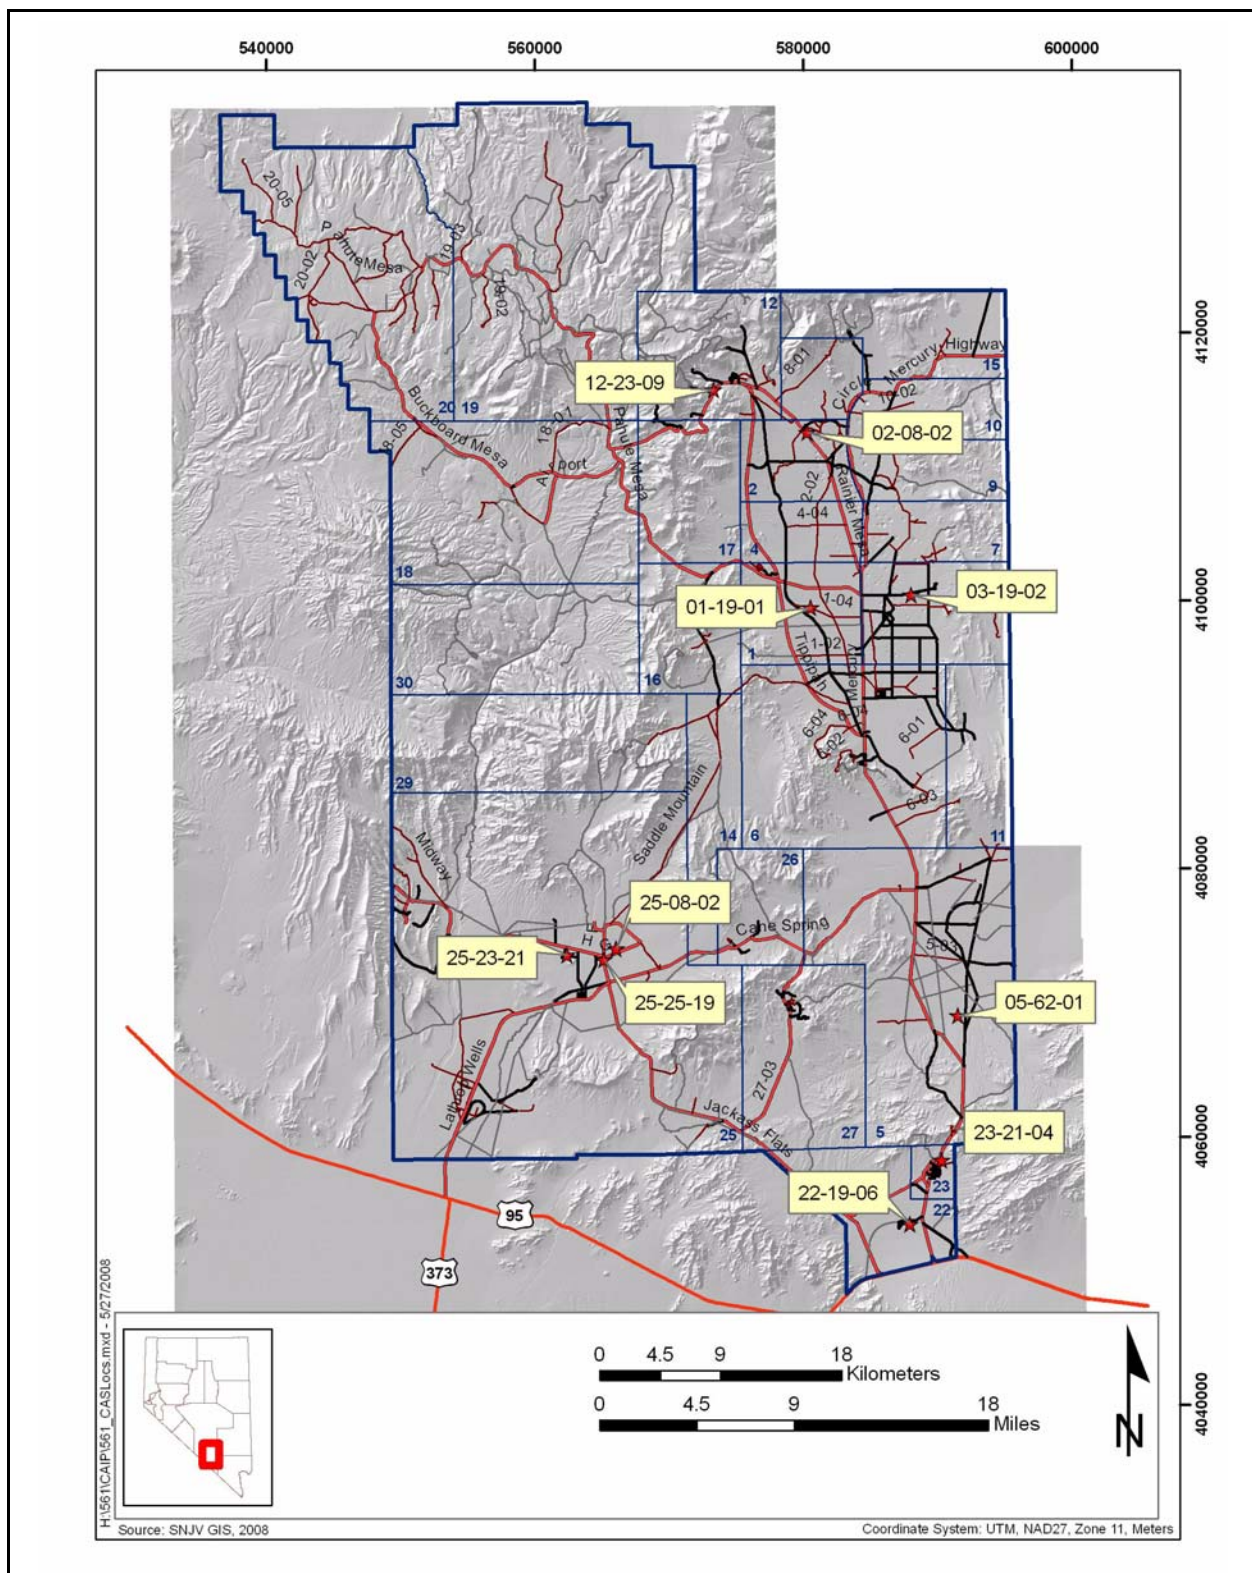 540000 560000 580000 600000
4120000
4100000
4080000
4060000
4040000
20-05
Pahute Mesa
20-02
19-03
19-02
12
8-01
Circle
Mercury Highway
15
10-02
12-23-09
02-08-02
10
20 19
Buckboard Mesa
18-05
18-01
Airport
Pahute Mesa
2
2-02
Rainier Mesa
9
4-04
17 4
7
18
03-19-02
01-19-01
1-04
1-02
1
Tippipah
Mercury
30
16
6-04
6-04
6-02
6-01
29
6-03
Saddle Mountain
14 6
11
Midway
26
25-08-02
H
G
Cane Spring
25-23-21
5-03
25-25-19
05-62-01
Lathrop Wells
27-03
Jackass Flats
25
27 5
23-21-04
22-19-06
23
22
95
373
0 4.5 9 18
Kilometers
0 4.5 9 18
Miles
N
H:\561\CAIP\561_CASLocs.mxd - 5/27/2008
Source: SNJV GIS, 2008
Coordinate System: UTM, NAD27, Zone 11, Meters